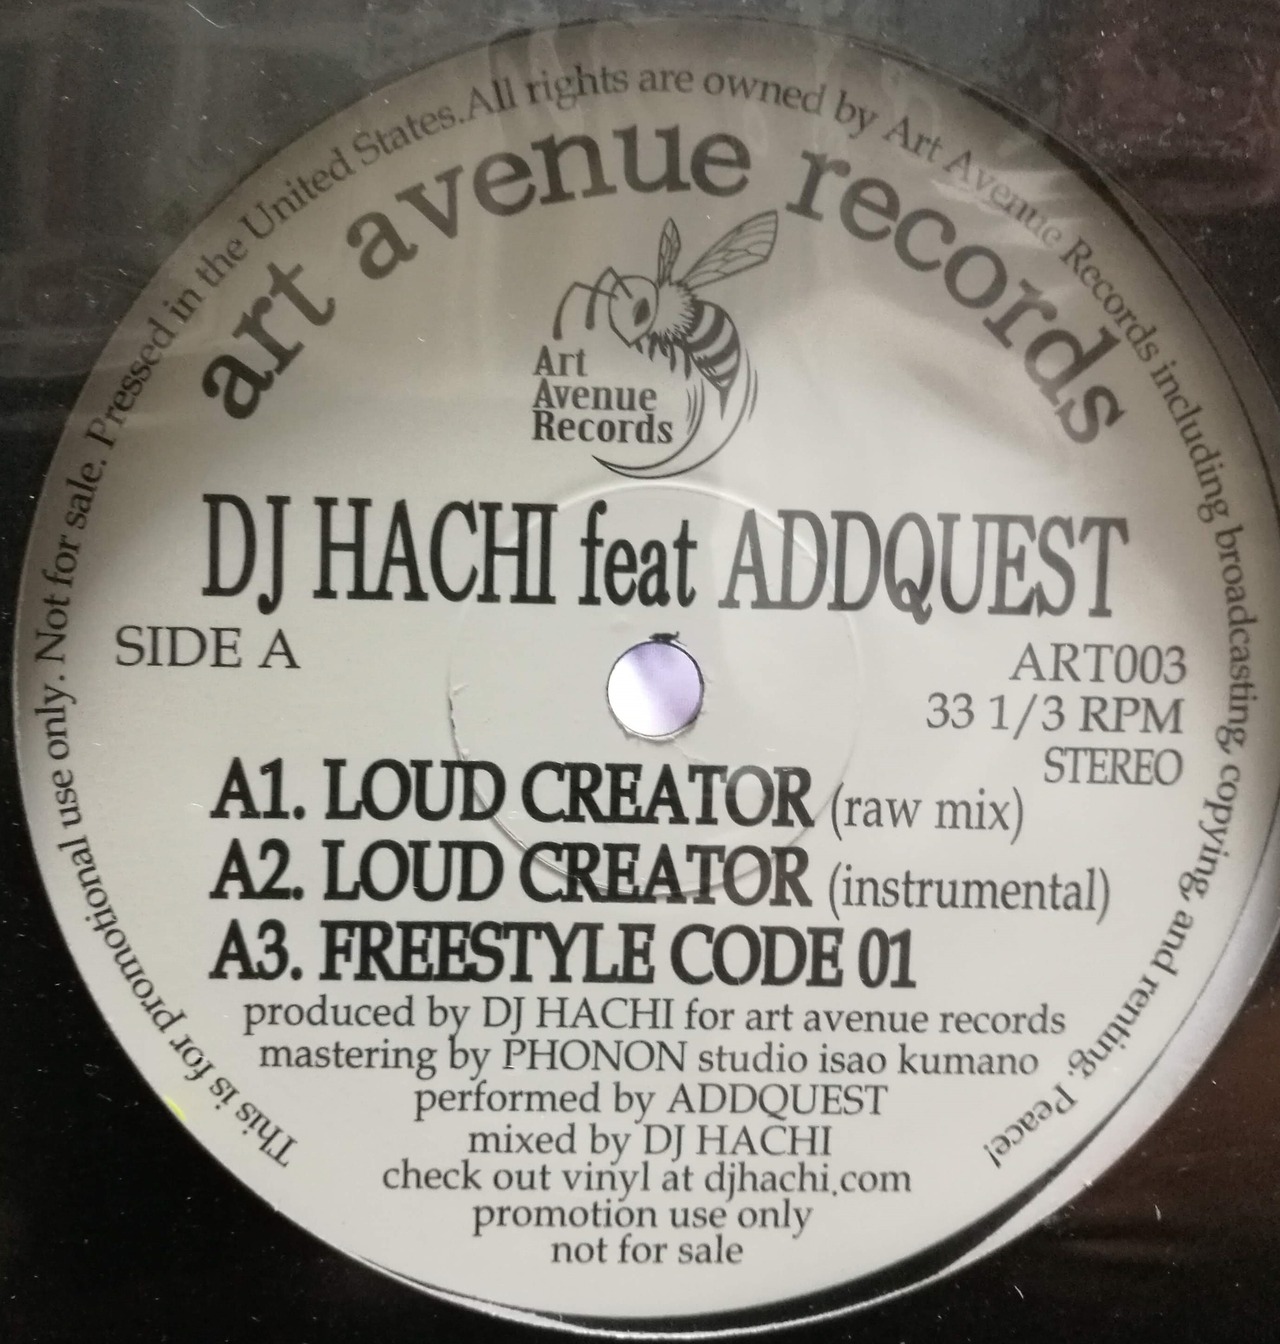 This is for promotional use only. Not for sale. Pressed in the United States.All rights are owned by Art Avenue Records including broadcasting, copying, and renting. Peace!
art avenue records
Art
Avenue
Records
DJ HACHI feat ADDQUEST
SIDE A
ART003
33 1/3 RPM
STEREO
A1. LOUD CREATOR (raw mix)
A2. LOUD CREATOR (instrumental)
A3. FREESTYLE CODE 01
produced by DJ HACHI for art avenue records
mastering by PHONON studio isao kumano
performed by ADDQUEST
mixed by DJ HACHI
check out vinyl at djhachi.com
promotion use only
not for sale